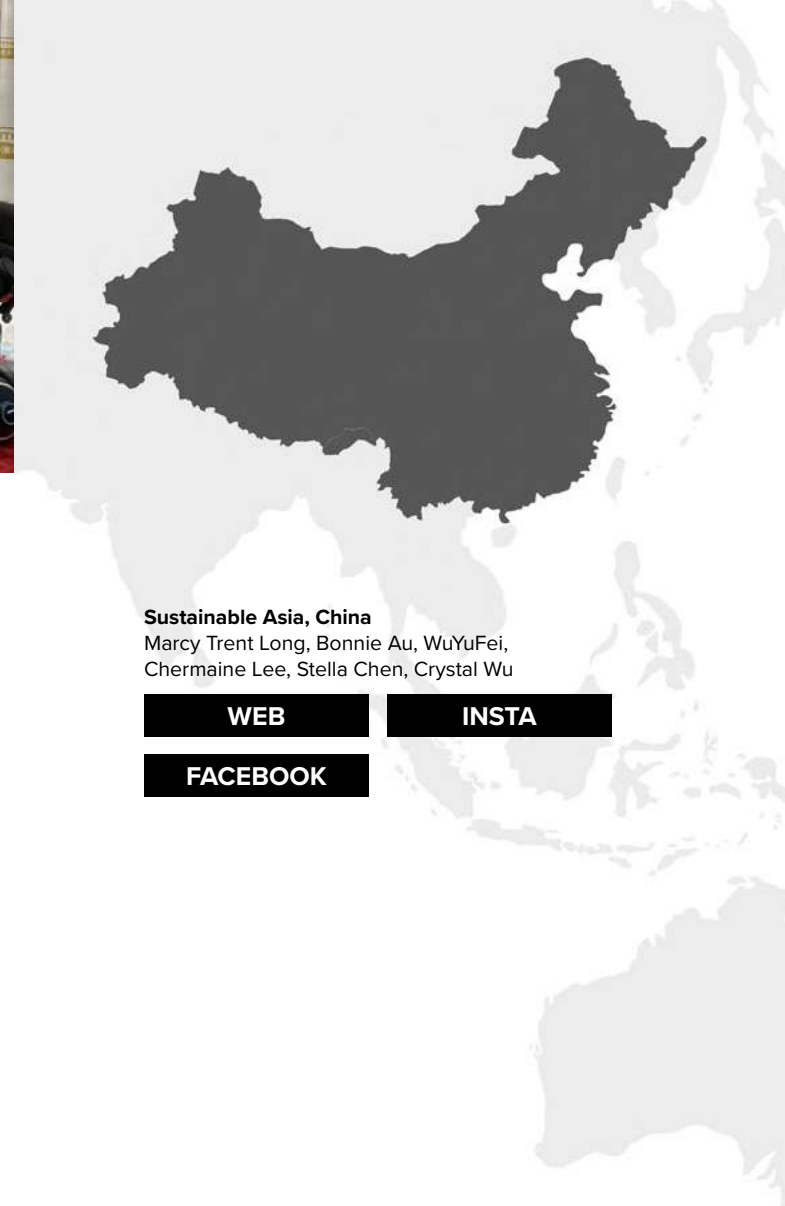 Sustainable Asia, China
Marcy Trent Long, Bonnie Au, WuYuFei,
Chermaine Lee, Stella Chen, Crystal Wu
WEB
INSTA
FACEBOOK